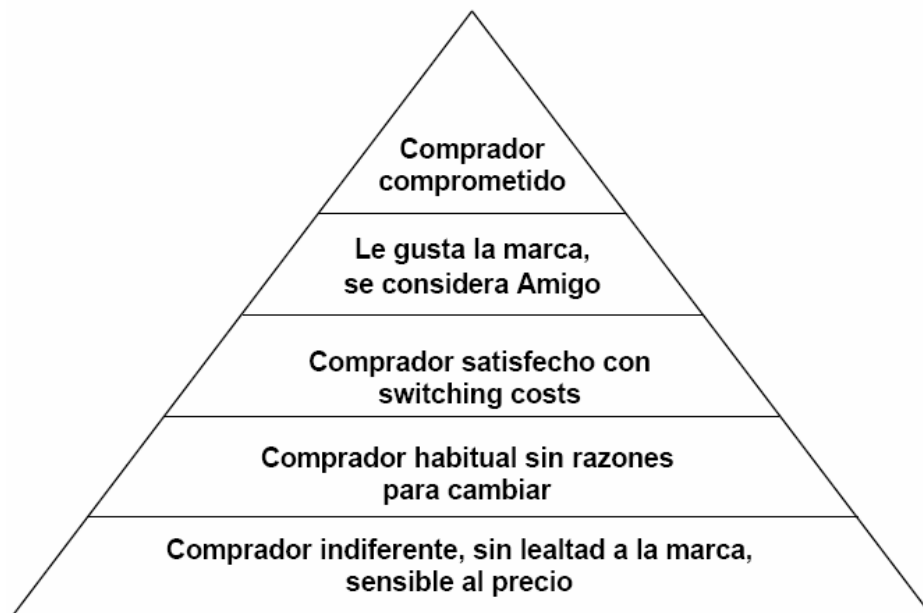 Comprador
comprometido
Le gusta la marca,
se considera Amigo
Comprador satisfecho con
switching costs
Comprador habitual sin razones
para cambiar
Comprador indiferente, sin lealtad a la marca,
sensible al precio